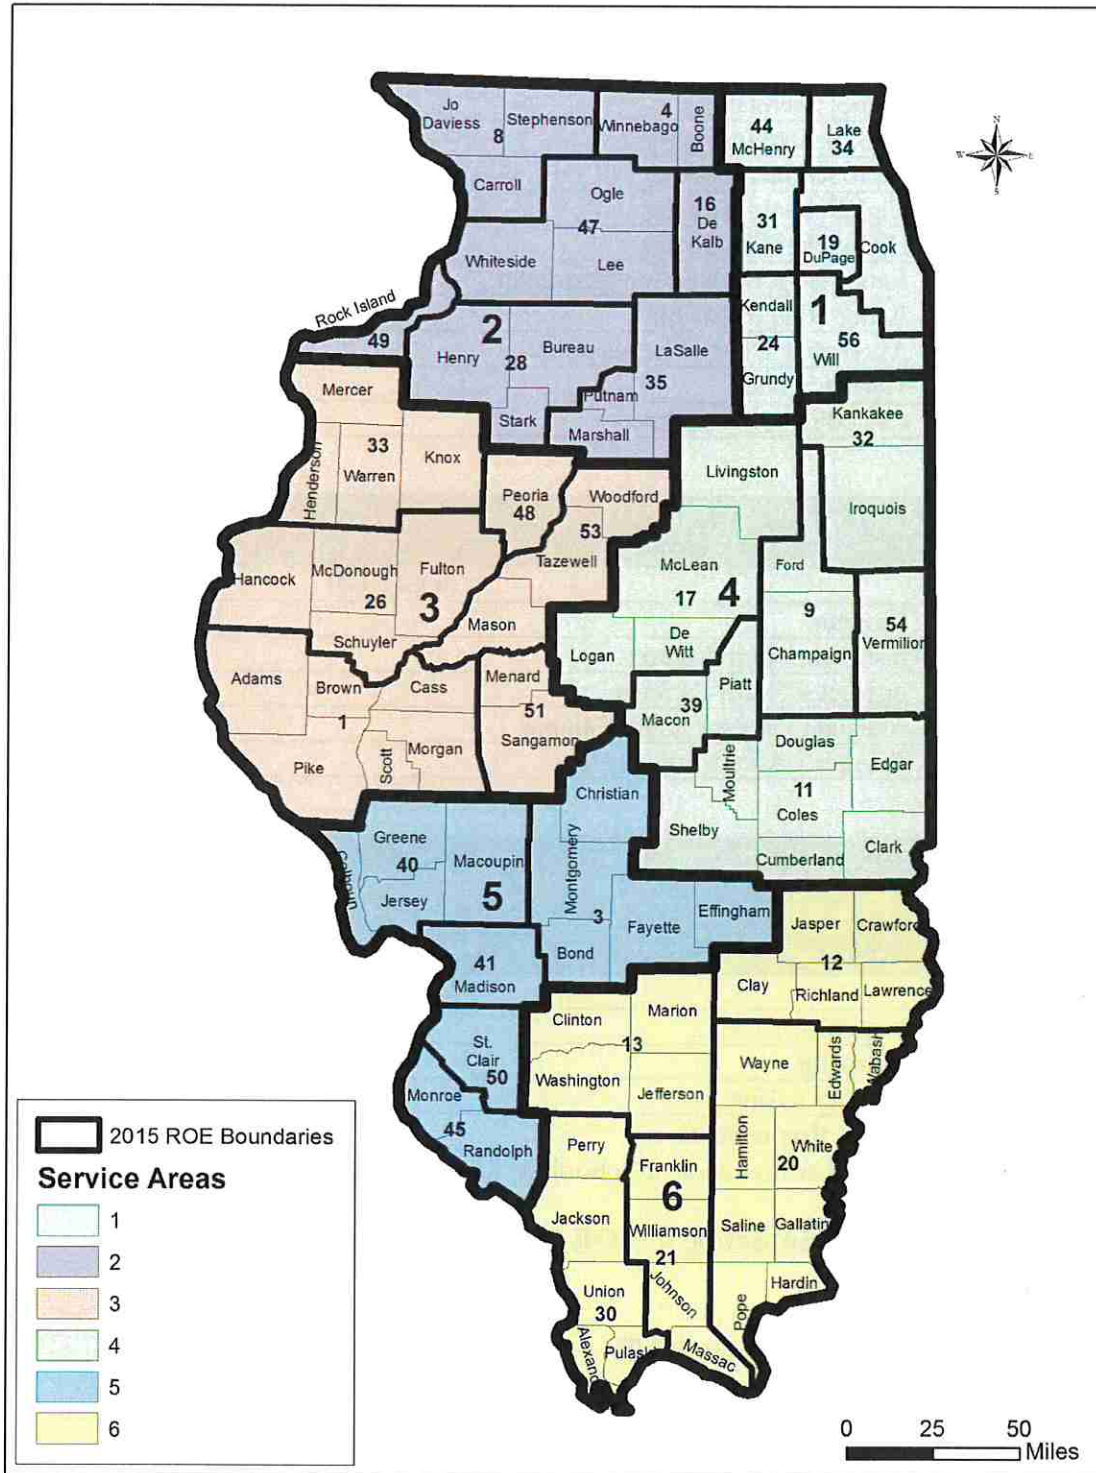 N
W E
S
Jo
Daviess
Stephenson
8
Carroll
4
Winnebago
Boone
44
McHenry
Lake
34
Ogle
47
Whiteside
Lee
16
De
Kalb
31
Kane
19
DuPage
Cook
Kendall
24
Grundy
1
56
Will
Rock Island
49
2
Henry
28
Bureau
LaSalle
35
Putnam
Stark
Marshall
Mercer
33
Henderson
Warren
Knox
Peoria
48
Woodford
53
Tazewell
Livingston
Kankakee
32
Iroquois
Hancock
McDonough
26
Fulton
3
Schuyler
Mason
McLean
17
4
Ford
9
Champaign
54
Vermilion
Logan
De
Witt
Piatt
39
Macon
Adams
Brown
Cass
Menard
51
Sangamon
1
Scott
Morgan
Pike
Douglas
Edgar
Moultrie
11
Coles
Shelby
Cumberland
Clark
Christian
Greene
40
Calhoun
Jersey
Macoupin
5
Montgomery
3
Bond
Fayette
Effingham
41
Madison
Jasper
Crawford
12
Clay
Richland
Lawrence
Clinton
Marion
13
Washington
Jefferson
St.
Clair
50
Monroe
45
Randolph
Wayne
Edwards
Wabash
Hamilton
White
20
Perry
Franklin
6
Jackson
Williamson
21
Saline
Gallatin
Union
30
Johnson
Pope
Hardin
Alexand
Pulaski
Massac
2015 ROE Boundaries
Service Areas
1
2
3
4
5
6
0 25 50
Miles